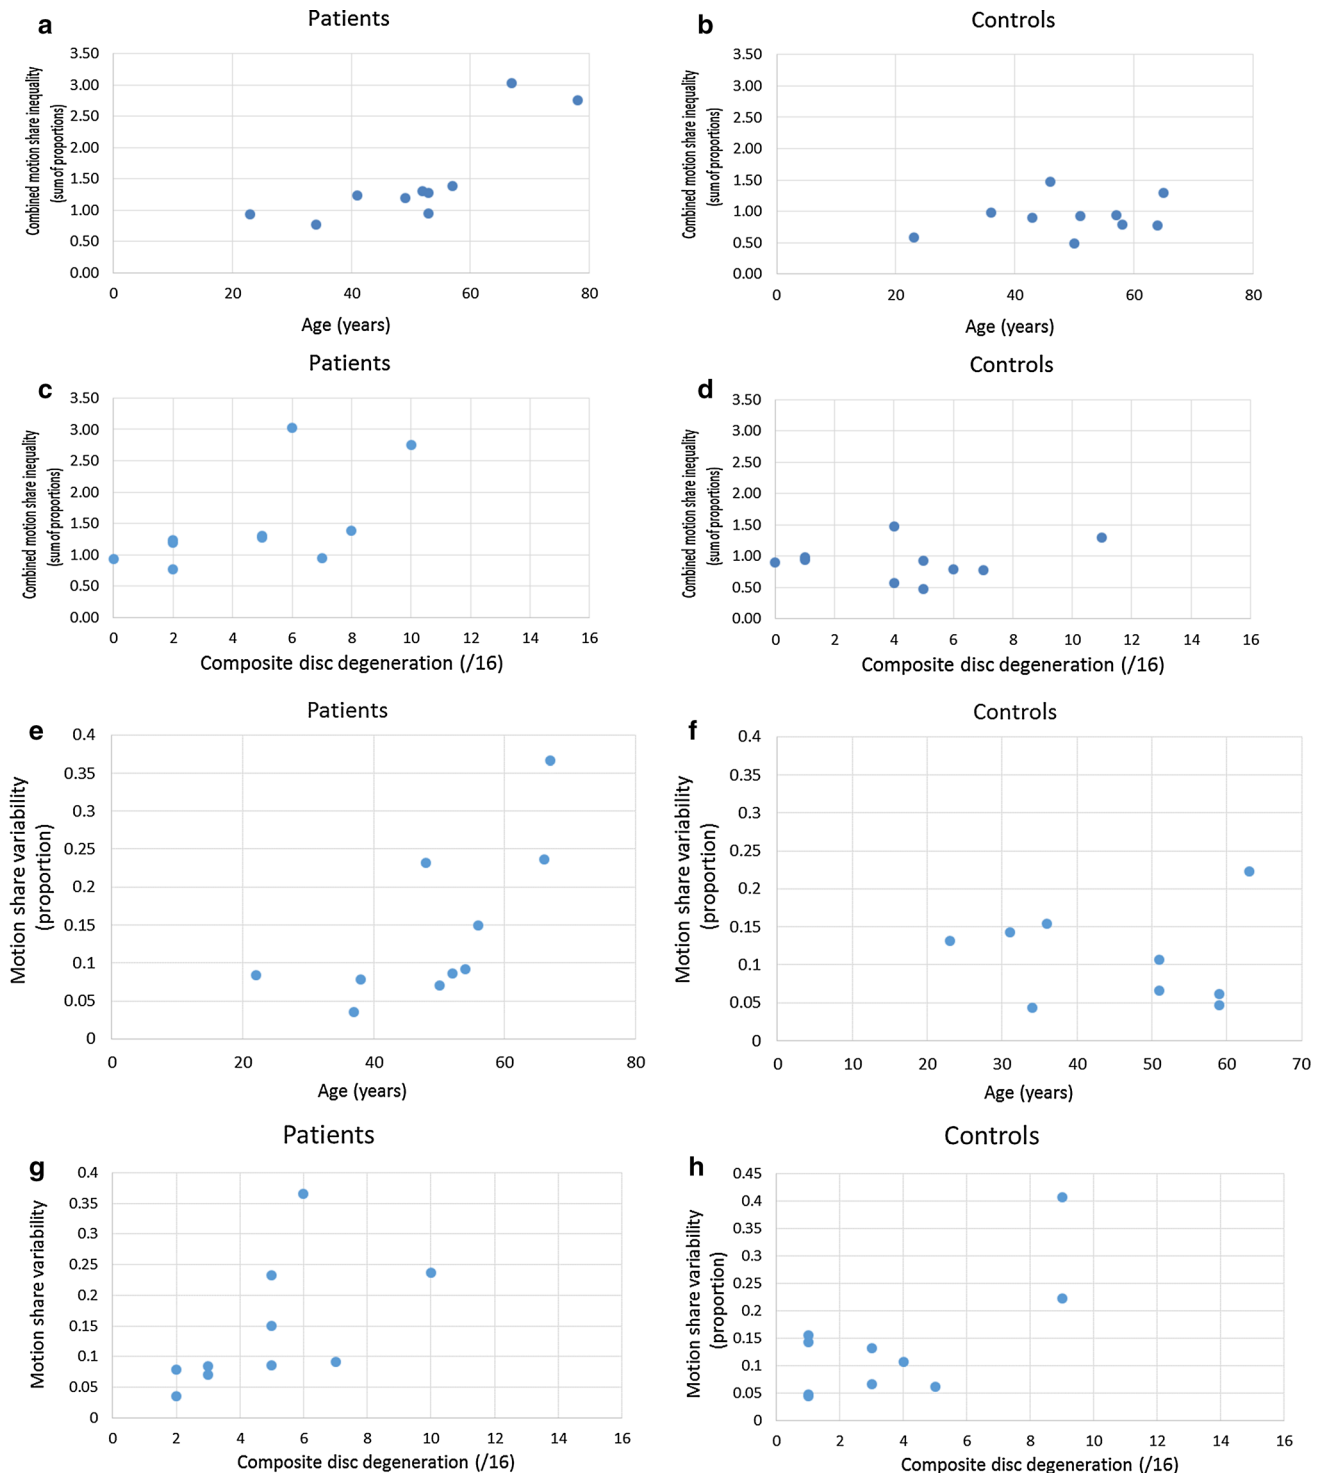 a
Patients
Combined motion share inequality
(sum of proportions)
3.50
3.00
2.50
2.00
1.50
1.00
0.50
0.00
0 20 40 60 80
Age (years)
b
Controls
Combined motion share inequality
(sum of proportions)
3.50
3.00
2.50
2.00
1.50
1.00
0.50
0.00
0 20 40 60 80
Age (years)
c
Patients
Combined motion share inequality
(sum of proportions)
3.50
3.00
2.50
2.00
1.50
1.00
0.50
0.00
0 2 4 6 8 10 12 14 16
Composite disc degeneration (/16)
d
Controls
Combined motion share inequality
(sum of proportions)
3.50
3.00
2.50
2.00
1.50
1.00
0.50
0.00
0 2 4 6 8 10 12 14 16
Composite disc degeneration (/16)
e
Patients
Motion share variability
(proportion)
0.4
0.35
0.3
0.25
0.2
0.15
0.1
0.05
0
0 20 40 60 80
Age (years)
f
Controls
Motion share variability
(proportion)
0.4
0.35
0.3
0.25
0.2
0.15
0.1
0.05
0
0 10 20 30 40 50 60 70
Age (years)
g
Patients
Motion share variability
0.4
0.35
0.3
0.25
0.2
0.15
0.1
0.05
0
0 2 4 6 8 10 12 14 16
Composite disc degeneration (/16)
h
Controls
Motion share variability
(proportion)
0.45
0.4
0.35
0.3
0.25
0.2
0.15
0.1
0.05
0
0 2 4 6 8 10 12 14 16
Composite disc degeneration (/16)